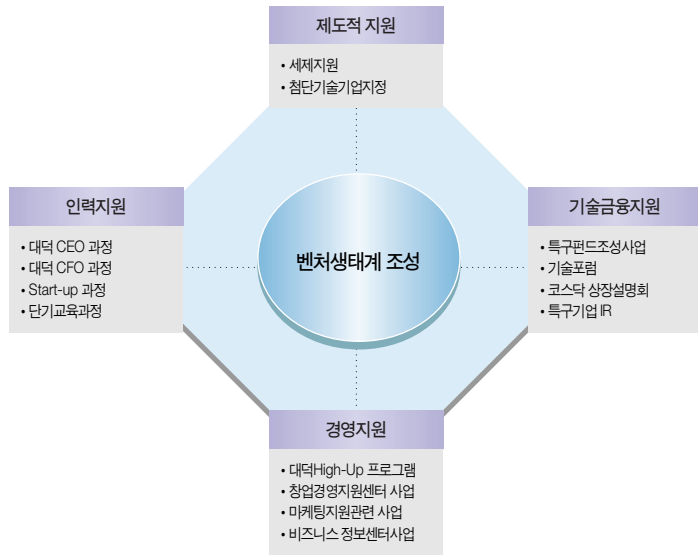 제도적 지원
• 세제지원
• 첨단기술기업지정
인력지원
• 대덕 CEO 과정
• 대덕 CFO 과정
• Start-up 과정
• 단기교육과정
벤처생태계 조성
기술금융지원
• 특구펀드조성사업
• 기술포럼
• 코스닥 상장설명회
• 특구기업 IR
경영지원
• 대덕High-Up 프로그램
• 창업경영지원센터 사업
• 마케팅지원관련 사업
• 비즈니스 정보센터사업